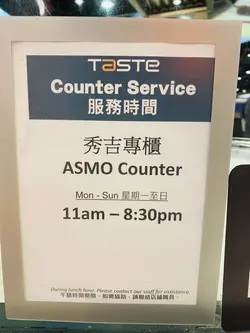 TaSTe
Counter Service
服務時間
秀吉專櫃
ASMO Counter
Mon - Sun 星期一至日
11am – 8:30pm
During lunch hour, Please contact our staff for assistance.
午膳時間期間，如需協助，請聯絡店鋪職員。